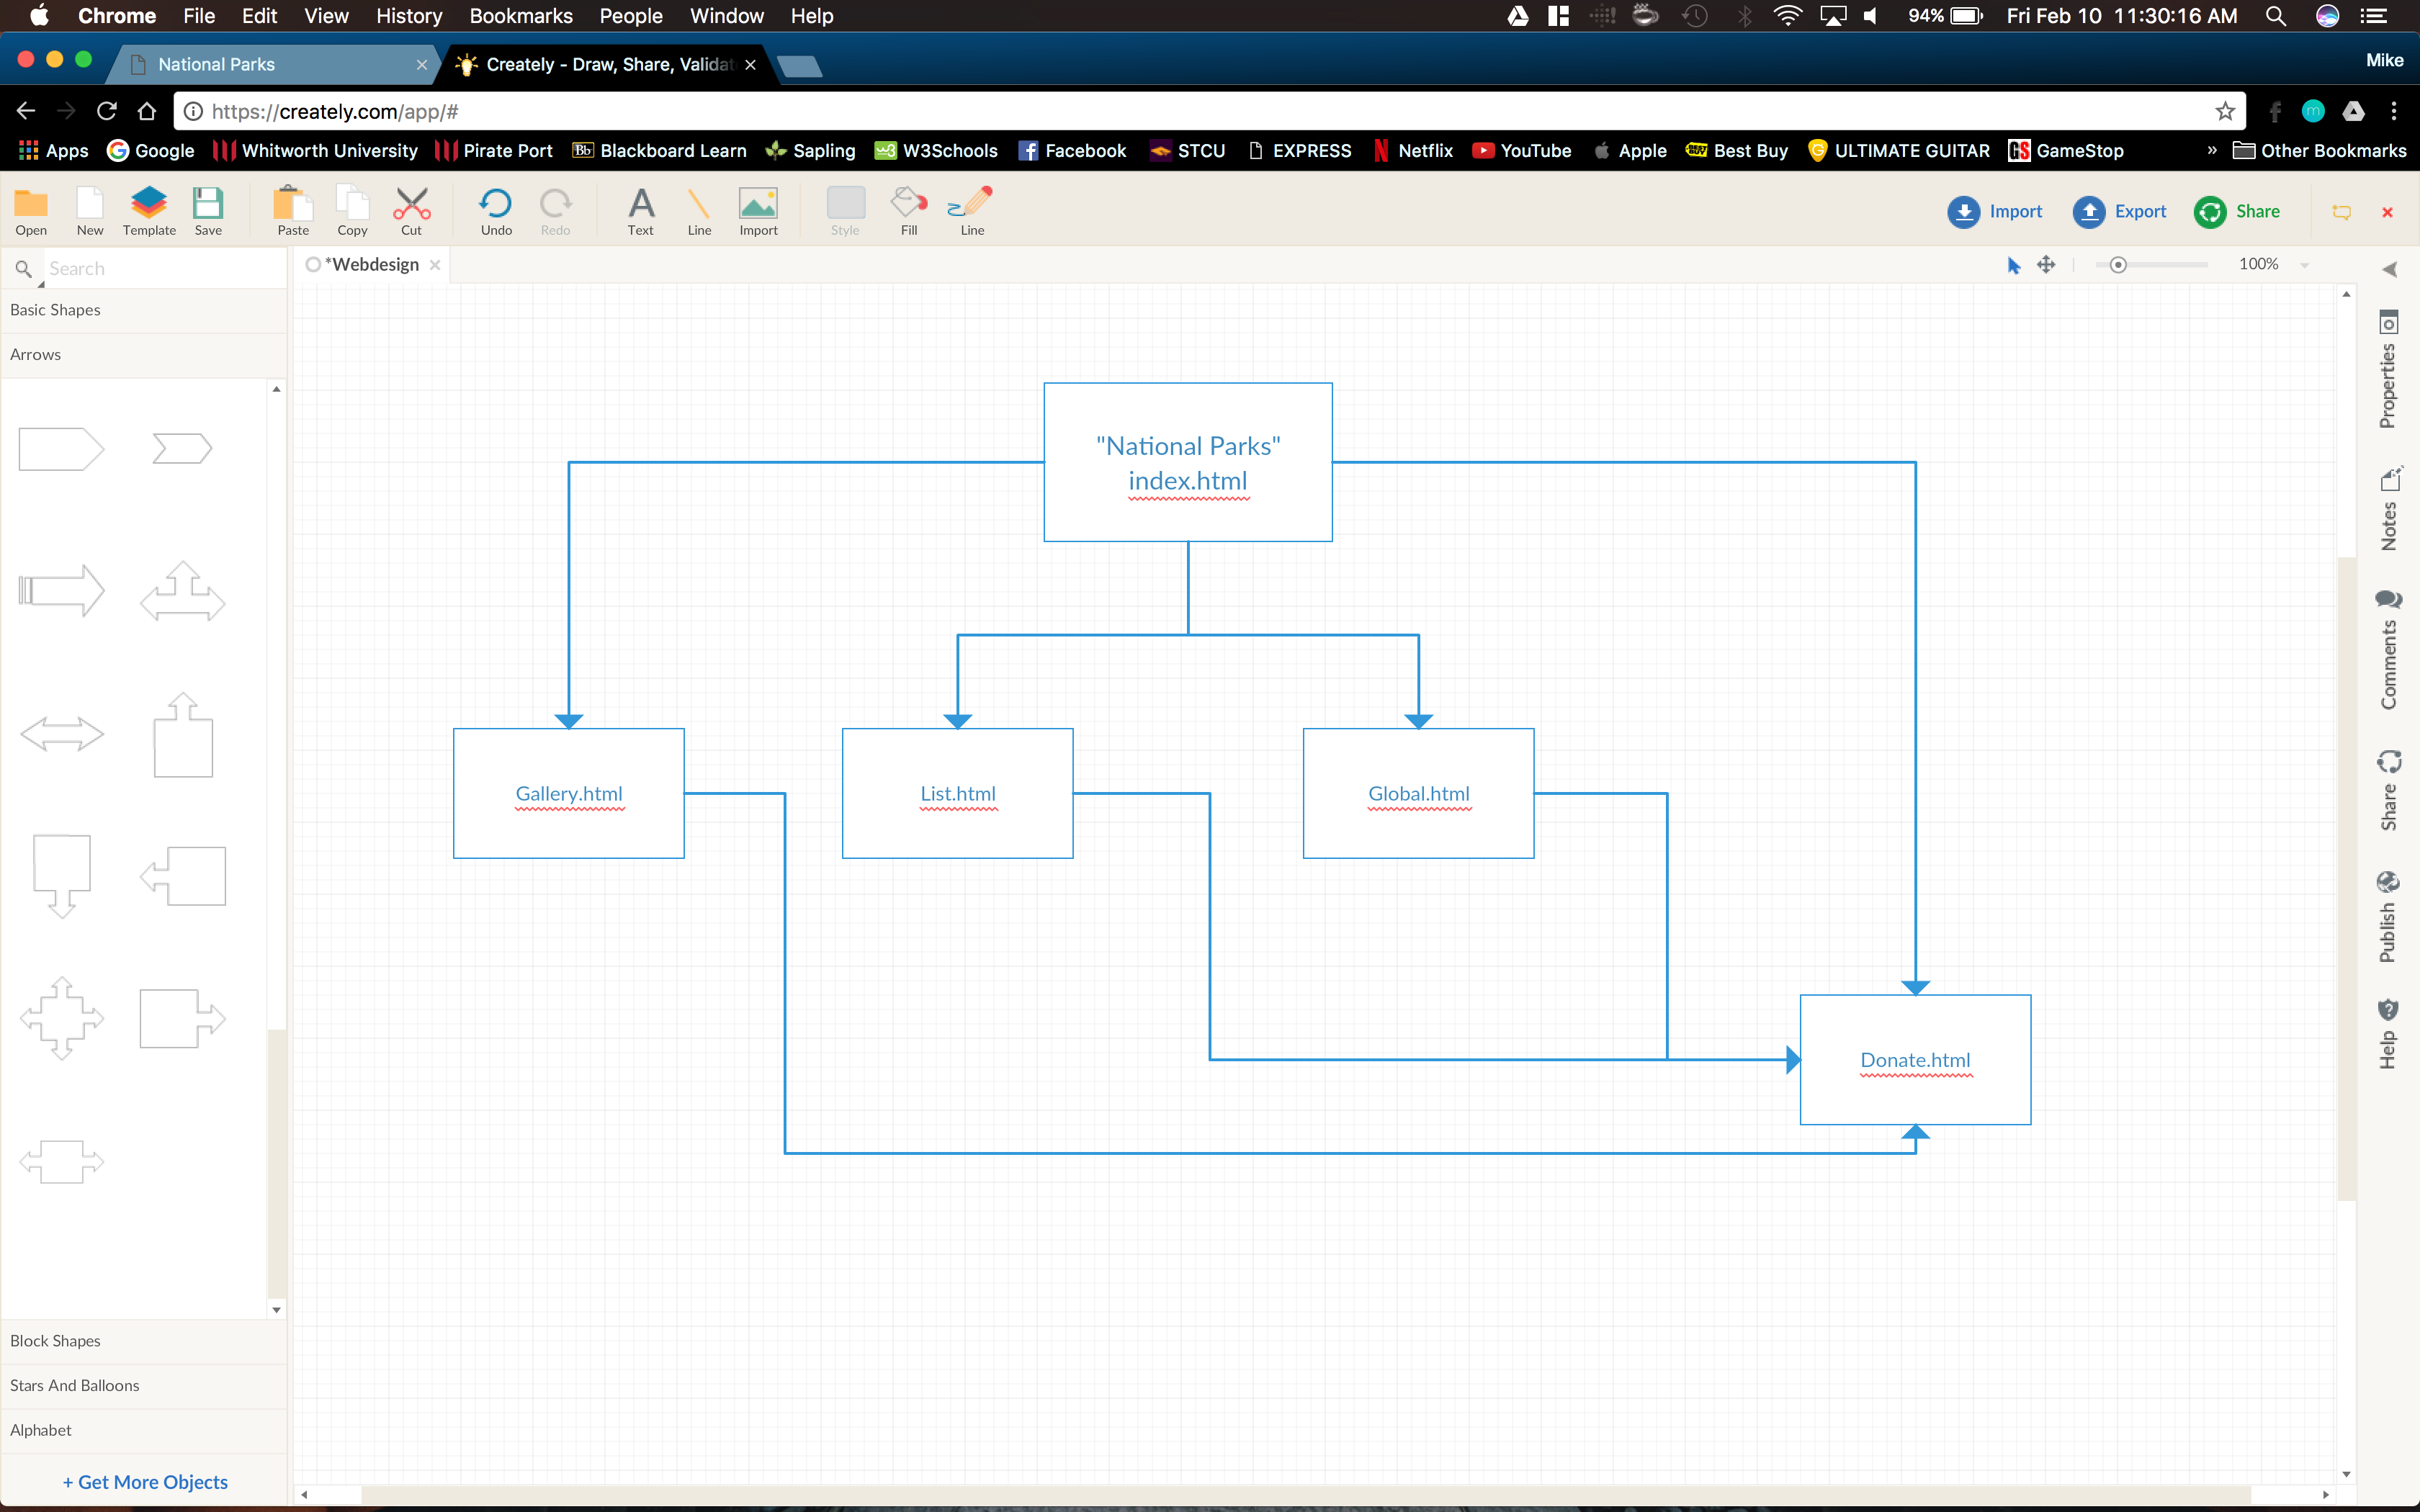 Chrome File Edit View History Bookmarks People Window Help 94% Fri Feb 10 11:30:16 AM
National Parks Creately - Draw, Share, Validat Mike
https://creately.com/app/#
Apps Google Whitworth University Pirate Port Bb Blackboard Learn Sapling W3Schools Facebook STCU EXPRESS Netflix YouTube Apple Best Buy ULTIMATE GUITAR GS GameStop » Other Bookmarks
Open New Template Save Paste Copy Cut Undo Redo Text Line Import Style Fill Line Import Export Share
Search
*Webdesign
100%
Basic Shapes
Arrows
"National Parks"
index.html
Gallery.html
List.html
Global.html
Donate.html
Properties
Notes
Comments
Share
Publish
Help
Block Shapes
Stars And Balloons
Alphabet
+ Get More Objects